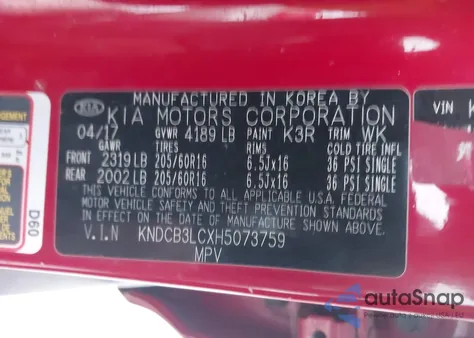 MANUFACTURED IN KOREA BY
KIA KIA MOTORS CORPORATION
04/17 GVWR 4189 LB PAINT K3R TRIM WK
GAWR TIRES RIMS COLD TIRE INFL
FRONT 2319 LB 205/60R16 6.5Jx16 36 PSI SINGLE
REAR 2002 LB 205/60R16 6.5Jx16 36 PSI SINGLE
THIS VEHICLE CONFORMS TO ALL APPLICABLE U.S.A. FEDERAL
MOTOR VEHICLE SAFETY AND THEFT PREVENTION STANDARDS
IN EFFECT ON THE DATE OF MANUFACTURE SHOWN ABOVE.
V.I.N KNDCB3LCXH5073759
MPV
D60
VIN K
autoSnap